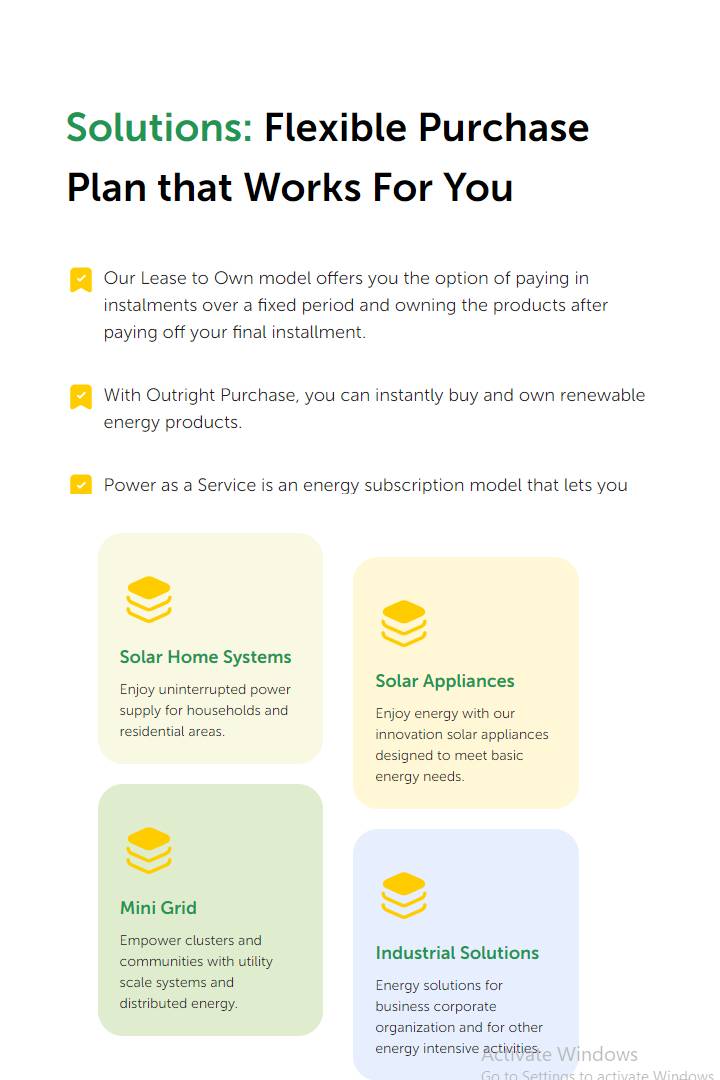 Solutions: Flexible Purchase
Plan that Works For You
Our Lease to Own model offers you the option of paying in
instalments over a fixed period and owning the products after
paying off your final installment.
With Outright Purchase, you can instantly buy and own renewable
energy products.
Power as a Service is an energy subscription model that lets you
Solar Home Systems
Enjoy uninterrupted power
supply for households and
residential areas.
Solar Appliances
Enjoy energy with our
innovation solar appliances
designed to meet basic
energy needs.
Mini Grid
Empower clusters and
communities with utility
scale systems and
distributed energy.
Industrial Solutions
Energy solutions for
business corporate
organization and for other
energy intensive activities.
Activate Windows
Go to Settings to activate Windows